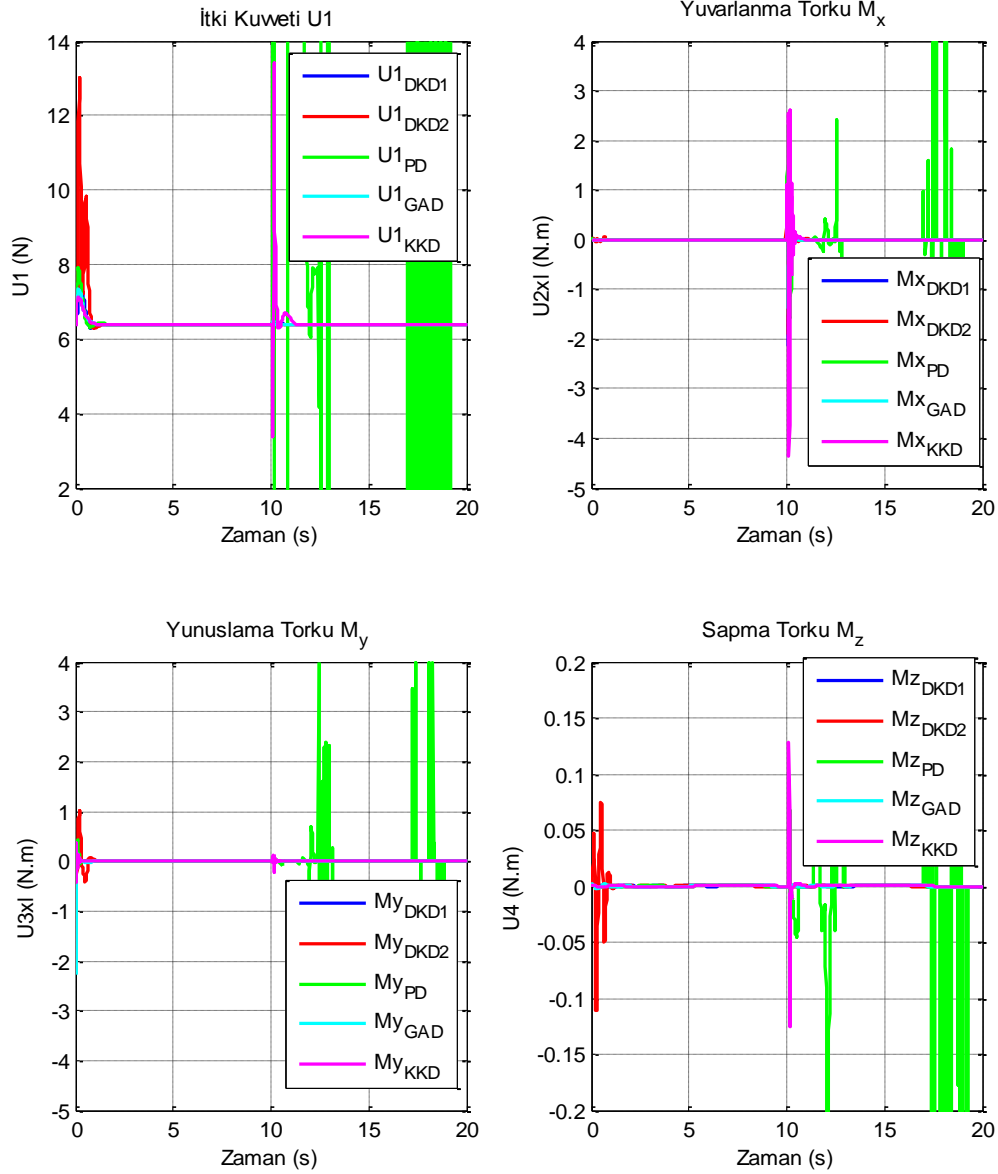 İtki Kuvveti U1
U1 (N)
14
12
10
8
6
4
2
0
5
10
15
20
Zaman (s)
U1DKD1
U1DKD2
U1PD
U1GAD
U1KKD
Yuvarlanma Torku Mx
U2xl (N.m)
4
3
2
1
0
-1
-2
-3
-4
-5
0
5
10
15
20
Zaman (s)
MxDKD1
MxDKD2
MxPD
MxGAD
MxKKD
Yunuslama Torku My
U3xl (N.m)
4
3
2
1
0
-1
-2
-3
-4
-5
0
5
10
15
20
Zaman (s)
MyDKD1
MyDKD2
MyPD
MyGAD
MyKKD
Sapma Torku Mz
U4 (N.m)
0.2
0.15
0.1
0.05
0
-0.05
-0.1
-0.15
-0.2
0
5
10
15
20
Zaman (s)
MzDKD1
MzDKD2
MzPD
MzGAD
MzKKD